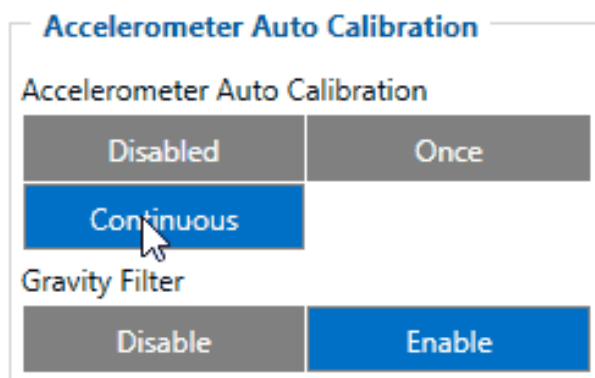 Accelerometer Auto Calibration
Accelerometer Auto Calibration
Disabled Once
Continuous
Gravity Filter
Disable Enable